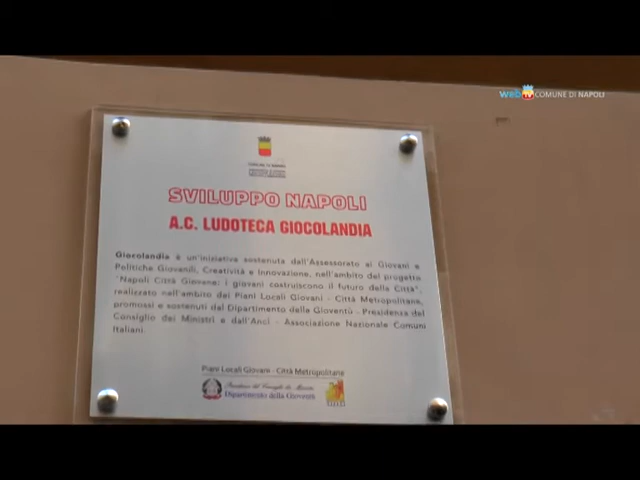 WEB TV COMUNE DI NAPOLI
COMUNE DI NAPOLI
SVILUPPO NAPOLI
A.C. LUDOTECA GIOCOLANDIA
Giocolandia è un'iniziativa sostenuta dall'Assessorato ai Giovani e
Politiche Giovanili, Creatività e Innovazione, nell'ambito del progetto
"Napoli Città Giovane: i giovani costruiscono il futuro della Città",
realizzato nell'ambito dei Piani Locali Giovani - Città Metropolitane,
promossi e sostenuti dal Dipartimento della Gioventù - Presidenza del
Consiglio dei Ministri e dall'Anci - Associazione Nazionale Comuni
Italiani.
Piani Locali Giovani - Città Metropolitane
Presidenza del Consiglio dei Ministri
Dipartimento della Gioventù